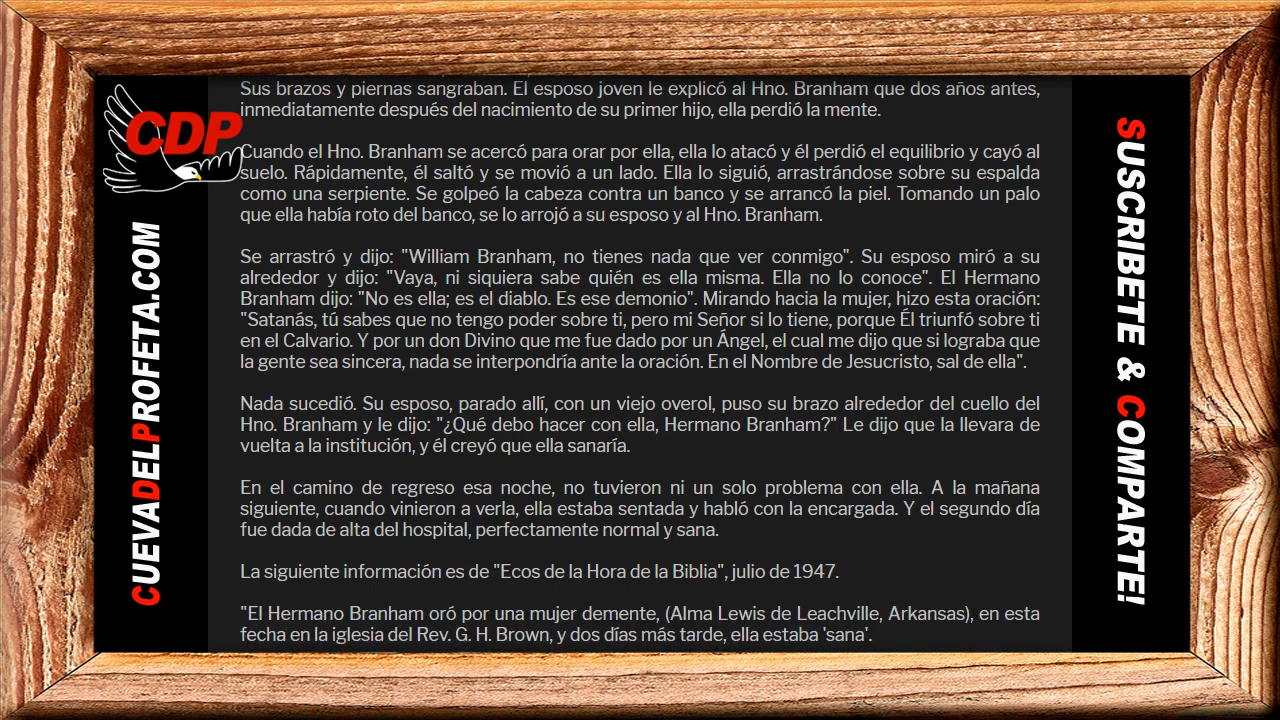 Sus brazos y piernas sangraban. El esposo joven le explicó al Hno. Branham que dos años antes,
inmediatamente después del nacimiento de su primer hijo, ella perdió la mente.
CDP
Cuando el Hno. Branham se acercó para orar por ella, ella lo atacó y él perdió el equilibrio y cayó al
suelo. Rápidamente, él saltó y se movió a un lado. Ella lo siguió, arrastrándose sobre su espalda
como una serpiente. Se golpeó la cabeza contra un banco y se arrancó la piel. Tomando un palo
que ella había roto del banco, se lo arrojó a su esposo y al Hno. Branham.
Se arrastró y dijo: "William Branham, no tienes nada que ver conmigo". Su esposo miró a su
alrededor y dijo: "Vaya, ni siquiera sabe quién es ella misma. Ella no lo conoce". El Hermano
Branham dijo: "No es ella; es el diablo. Es ese demonio". Mirando hacia la mujer, hizo esta oración:
"Satanás, tú sabes que no tengo poder sobre ti, pero mi Señor si lo tiene, porque Él triunfó sobre ti
en el Calvario. Y por un don Divino que me fue dado por un Ángel, el cual me dijo que si lograba que
la gente sea sincera, nada se interpondría ante la oración. En el Nombre de Jesucristo, sal de ella".
Nada sucedió. Su esposo, parado allí, con un viejo overol, puso su brazo alrededor del cuello del
Hno. Branham y le dijo: "¿Qué debo hacer con ella, Hermano Branham?" Le dijo que la llevara de
vuelta a la institución, y él creyó que ella sanaría.
En el camino de regreso esa noche, no tuvieron ni un solo problema con ella. A la mañana
siguiente, cuando vinieron a verla, ella estaba sentada y habló con la encargada. Y el segundo día
fue dada de alta del hospital, perfectamente normal y sana.
La siguiente información es de "Ecos de la Hora de la Biblia", julio de 1947.
"El Hermano Branham oró por una mujer demente, (Alma Lewis de Leachville, Arkansas), en esta
fecha en la iglesia del Rev. G. H. Brown, y dos días más tarde, ella estaba 'sana'.
CUEVADELPROFETA.COM
SUSCRIBETE & COMPARTE!